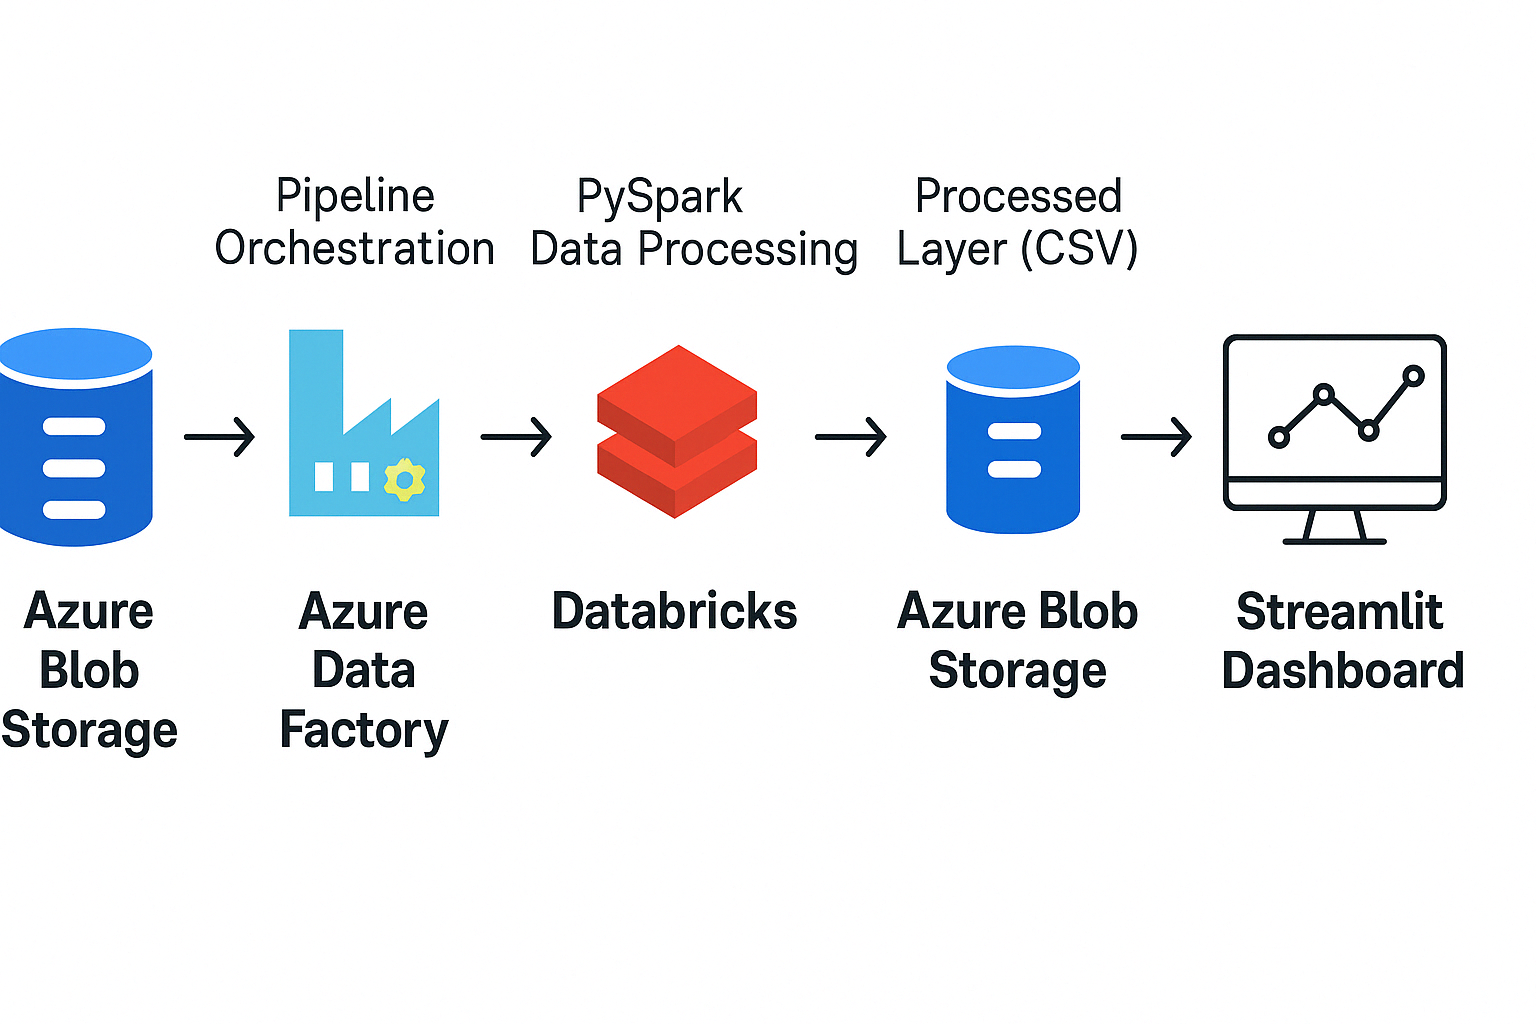 Pipeline
Orchestration
PySpark
Data Processing
Processed
Layer (CSV)
Azure
Blob
Storage
Azure
Data
Factory
Databricks
Azure Blob
Storage
Streamlit
Dashboard